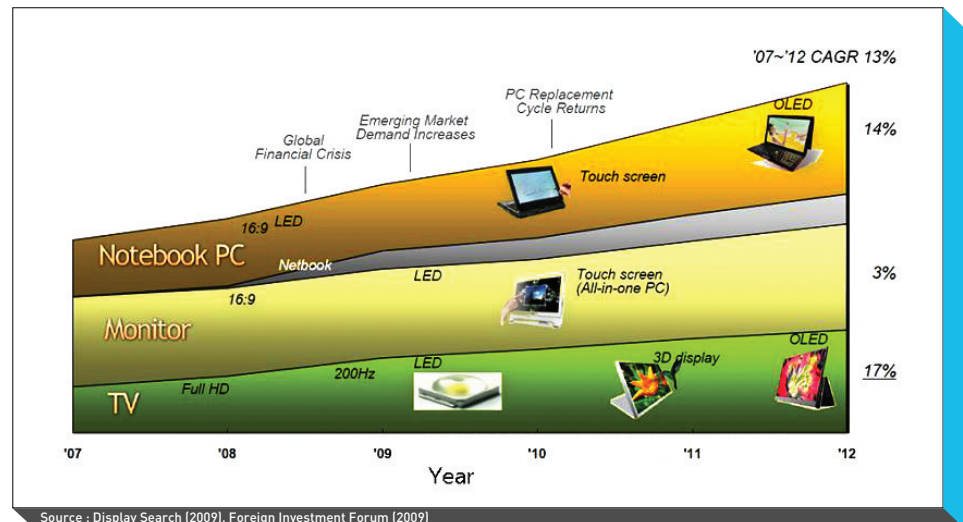 '07~'12 CAGR 13%
PC Replacement
Cycle Returns
Emerging Market
Demand Increases
Global
Financial Crisis
OLED
14%
Touch screen
16:9 LED
Notebook PC
Netbook
16:9
LED
Touch screen
(All-in-one PC)
3%
Monitor
OLED
3D display
LED
200Hz
Full HD
17%
TV
'07 '08 '09 '10 '11 '12
Year
Source : Display Search (2009), Foreign Investment Forum (2009)